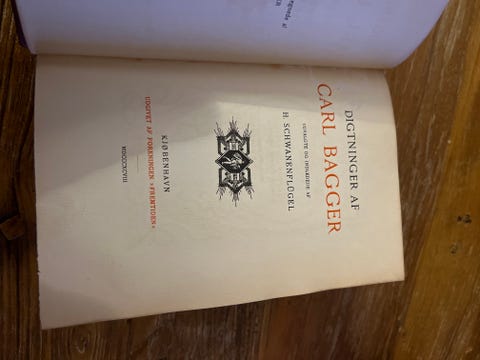 DIGTNINGER AF
CARL BAGGER
UDVALGTE OG INDLEDEDE AF
H. SCHWANENFLÜGEL
KJØBENHAVN
UDGIVET AF FORENINGEN »FREMTIDEN«
MDCCCXCVIII